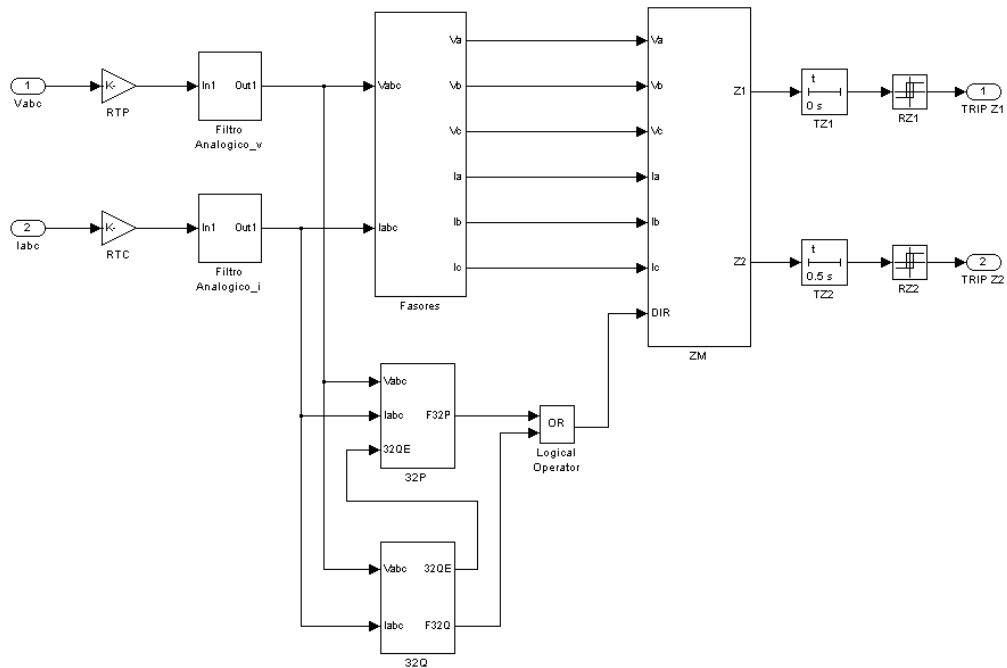 1
Vabc
K-
RTP
In1 Out1
Filtro
Analogico_v
2
Iabc
K-
RTC
In1 Out1
Filtro
Analogico_i
Vabc
Iabc
Va
Vb
Vc
Ia
Ib
Ic
Fasores
Va
Vb
Vc
Ia
Ib
Ic
DIR
Z1
Z2
ZM
t
0 s
TZ1
RZ1
1
TRIP Z1
t
0.5 s
TZ2
RZ2
2
TRIP Z2
Vabc
Iabc
32QE
F32P
32P
OR
Logical
Operator
Vabc
Iabc
32QE
F32Q
32Q